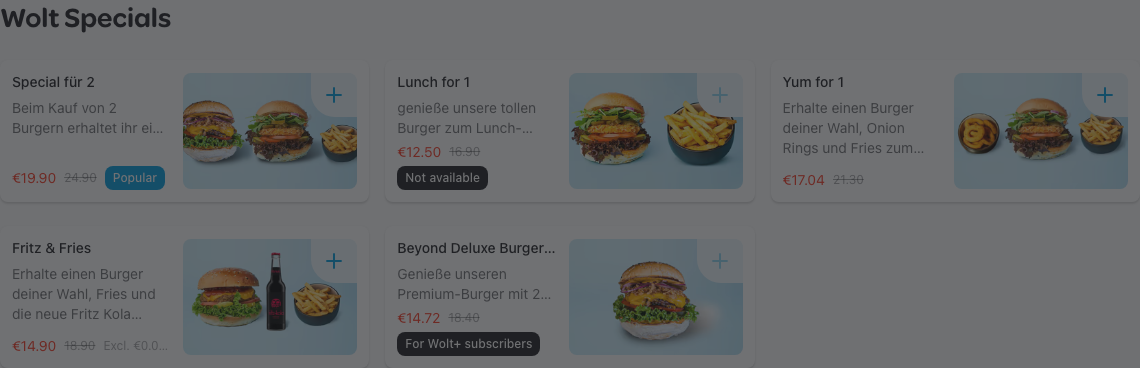 Wolt Specials
Special für 2
Beim Kauf von 2
Burgern erhaltet ihr ei...
€19.90 24.90 Popular
Lunch for 1
genieße unsere tollen
Burger zum Lunch-...
€12.50 16.90
Not available
Yum for 1
Erhalte einen Burger
deiner Wahl, Onion
Rings und Fries zum...
€17.04 21.30
Fritz & Fries
Erhalte einen Burger
deiner Wahl, Fries und
die neue Fritz Kola...
€14.90 18.90 Excl. €0.0...
Beyond Deluxe Burger...
Genieße unseren
Premium-Burger mit 2...
€14.72 18.40
For Wolt+ subscribers